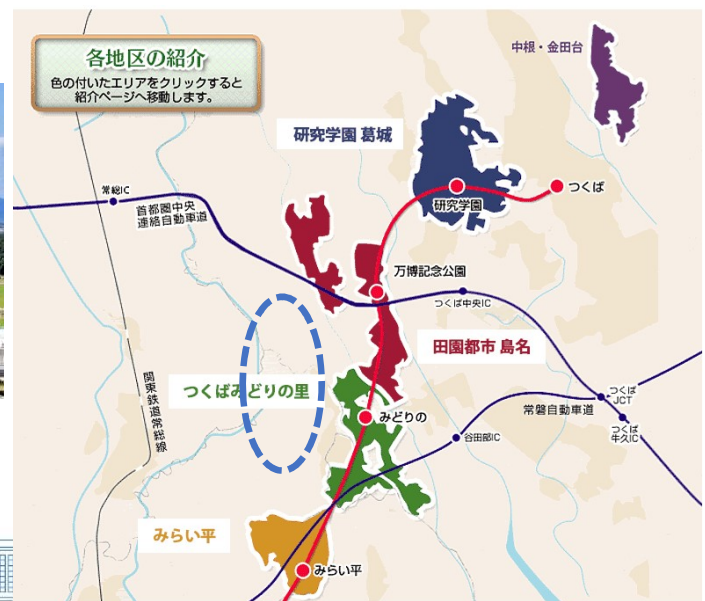 各地区の紹介
色の付いたエリアをクリックすると
紹介ページへ移動します。
中根・金田台
研究学園 葛城
つくば
研究学園
常総IC
首都圏中央
連絡自動車道
万博記念公園
つくば中央IC
田園都市 島名
つくばみどりの里
関東鉄道常総線
みどりの
常磐自動車道
つくば
JCT
谷田部IC
つくば
牛久IC
みらい平
みらい平